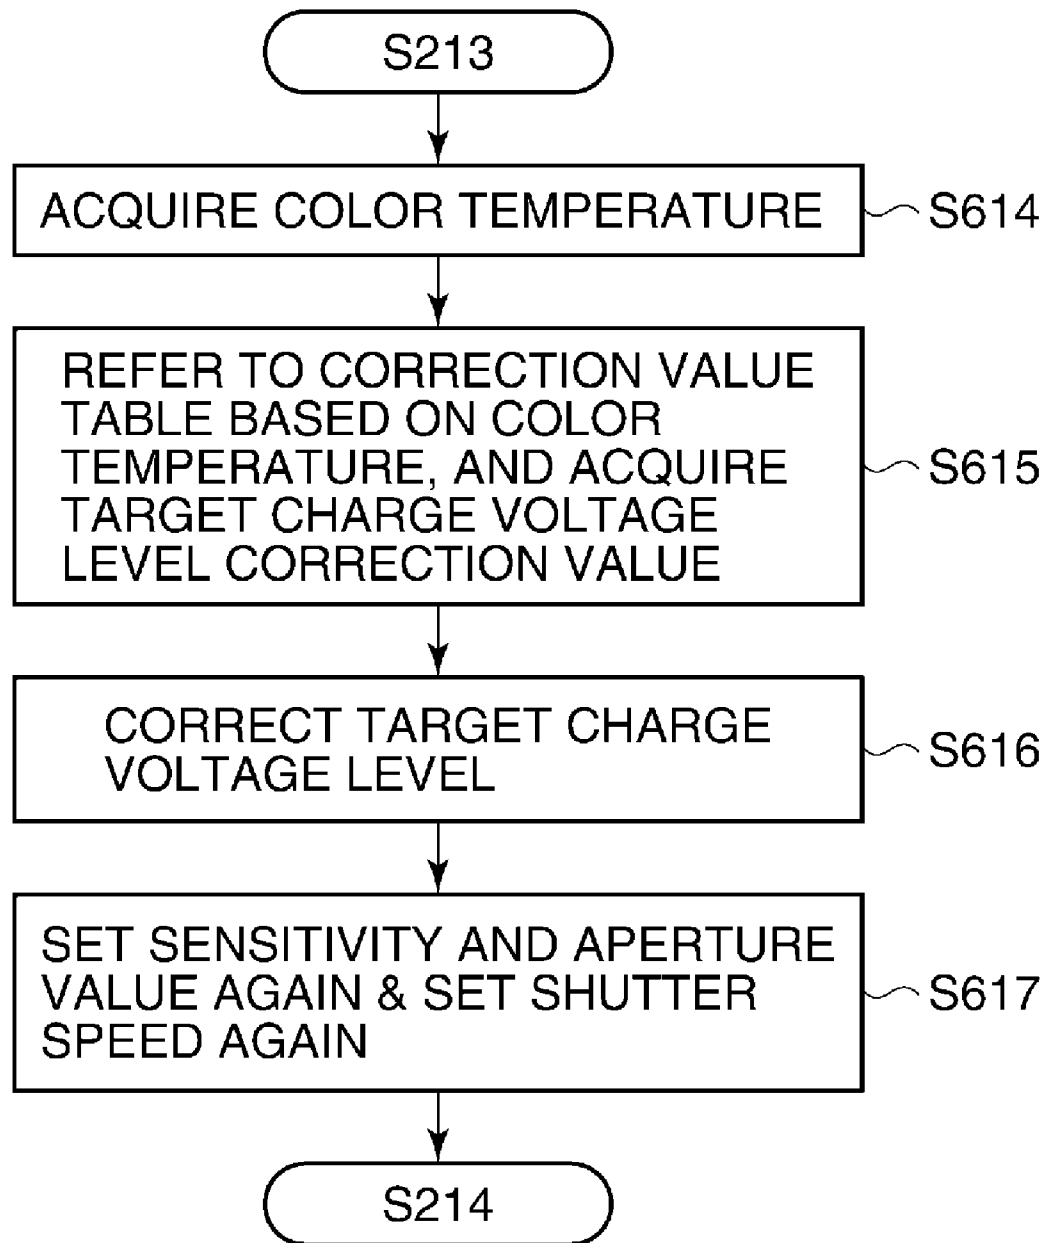 S213
ACQUIRE COLOR TEMPERATURE
S614
REFER TO CORRECTION VALUE
TABLE BASED ON COLOR
TEMPERATURE, AND ACQUIRE
TARGET CHARGE VOLTAGE
LEVEL CORRECTION VALUE
S615
CORRECT TARGET CHARGE
VOLTAGE LEVEL
S616
SET SENSITIVITY AND APERTURE
VALUE AGAIN & SET SHUTTER
SPEED AGAIN
S617
S214